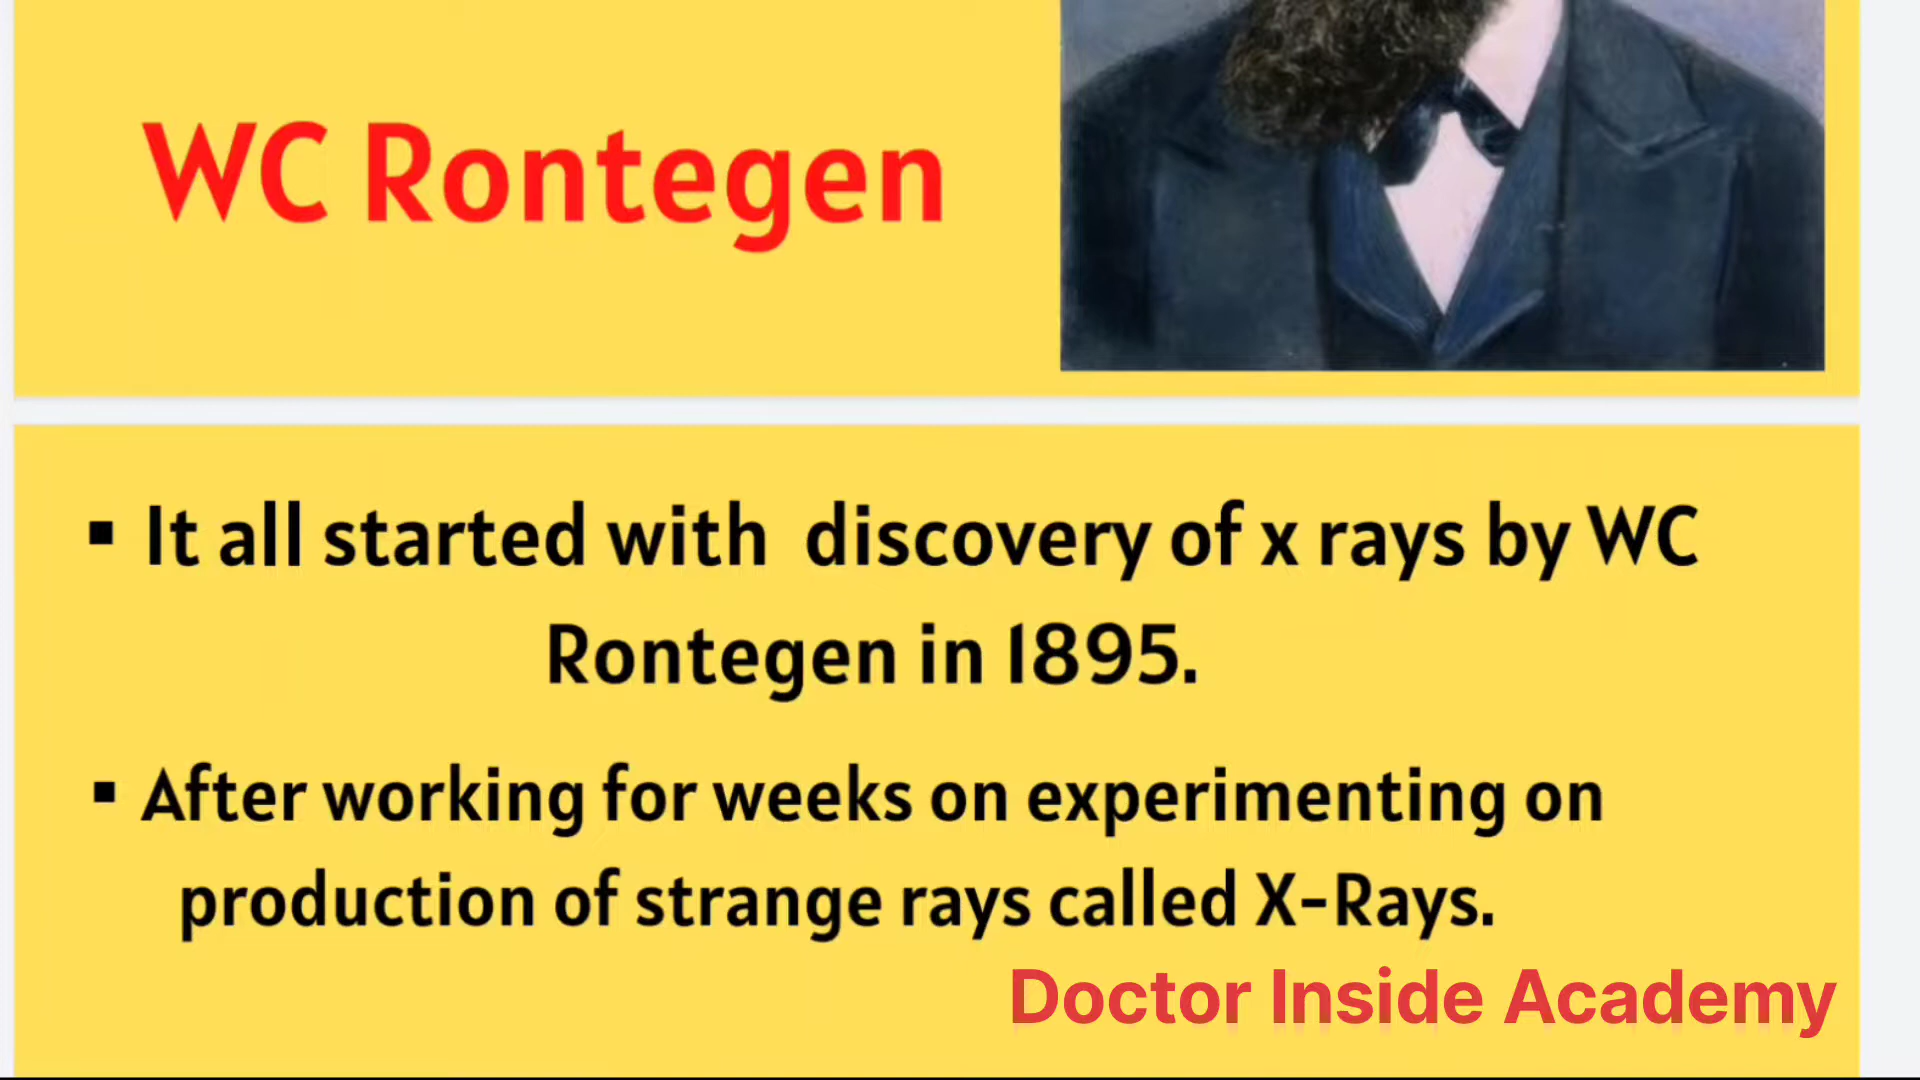 WC Rontegen
▪ It all started with discovery of x rays by WC
Rontegen in 1895.
▪ After working for weeks on experimenting on
production of strange rays called X-Rays.
Doctor Inside Academy